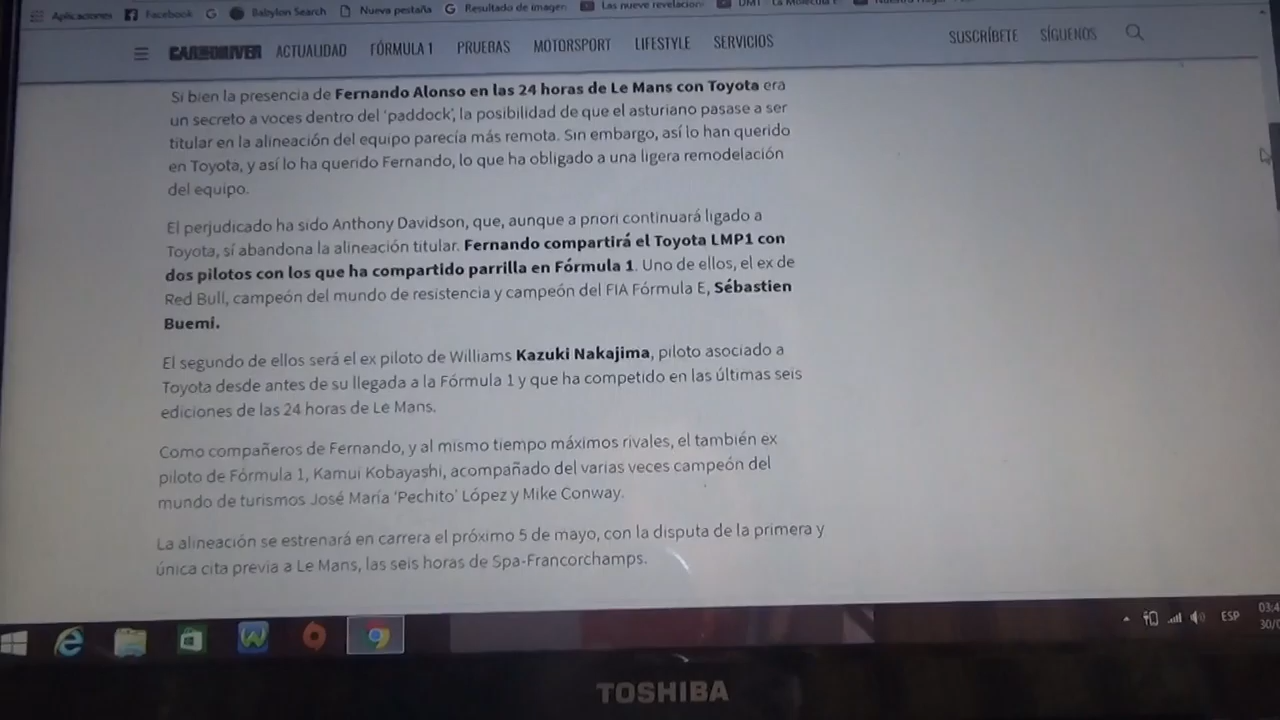 Aplicaciones Facebook G Babylon Search Nueva pestaña G Resultado de imagen Las nueve revelacion
CAR DRIVER ACTUALIDAD FÓRMULA 1 PRUEBAS MOTORSPORT LIFESTYLE SERVICIOS SUSCRÍBETE SÍGUENOS
Si bien la presencia de Fernando Alonso en las 24 horas de Le Mans con Toyota era
un secreto a voces dentro del 'paddock', la posibilidad de que el asturiano pasase a ser
titular en la alineación del equipo parecía más remota. Sin embargo, así lo han querido
en Toyota, y así lo ha querido Fernando, lo que ha obligado a una ligera remodelación
del equipo.
El perjudicado ha sido Anthony Davidson, que, aunque a priori continuará ligado a
Toyota, sí abandona la alineación titular. Fernando compartirá el Toyota LMP1 con
dos pilotos con los que ha compartido parrilla en Fórmula 1. Uno de ellos, el ex de
Red Bull, campeón del mundo de resistencia y campeón del FIA Fórmula E, Sébastien
Buemi.
El segundo de ellos será el ex piloto de Williams Kazuki Nakajima, piloto asociado a
Toyota desde antes de su llegada a la Fórmula 1 y que ha competido en las últimas seis
ediciones de las 24 horas de Le Mans.
Como compañeros de Fernando, y al mismo tiempo máximos rivales, el también ex
piloto de Fórmula 1, Kamui Kobayashi, acompañado del varias veces campeón del
mundo de turismos José María 'Pechito' López y Mike Conway.
La alineación se estrenará en carrera el próximo 5 de mayo, con la disputa de la primera y
única cita previa a Le Mans, las seis horas de Spa-Francorchamps.
ESP 03:4
30/0
TOSHIBA